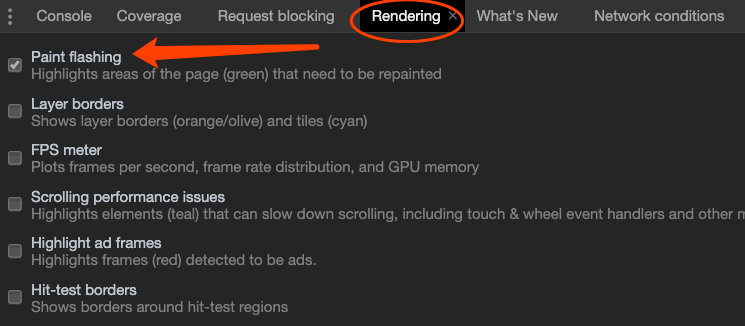 Console Coverage Request blocking Rendering × What's New Network conditions
Paint flashing
Highlights areas of the page (green) that need to be repainted
Layer borders
Shows layer borders (orange/olive) and tiles (cyan)
FPS meter
Plots frames per second, frame rate distribution, and GPU memory
Scrolling performance issues
Highlights elements (teal) that can slow down scrolling, including touch & wheel event handlers and other
Highlight ad frames
Highlights frames (red) detected to be ads.
Hit-test borders
Shows borders around hit-test regions